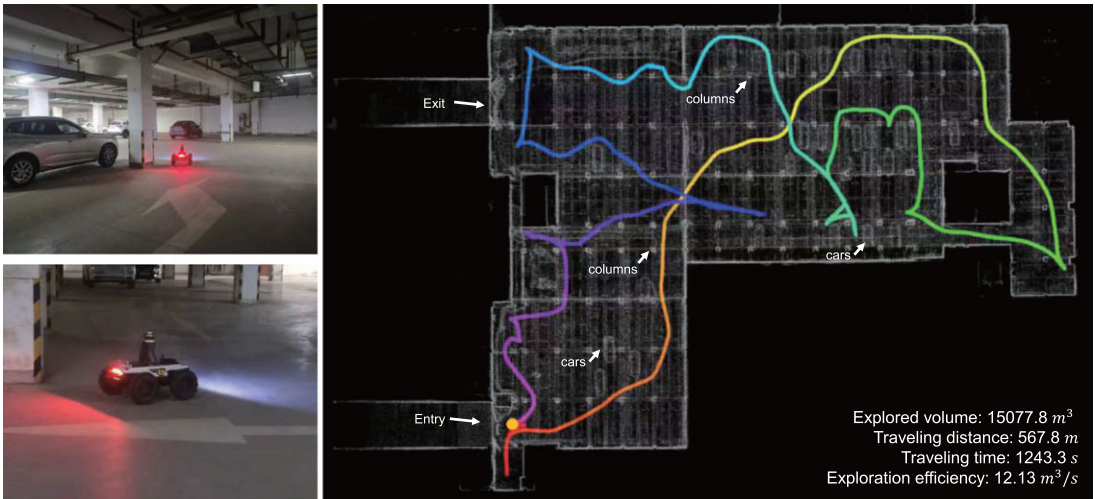 Exit
columns
columns
cars
cars
Entry
Explored volume: 15077.8 m³
Traveling distance: 567.8 m
Traveling time: 1243.3 s
Exploration efficiency: 12.13 m³/s